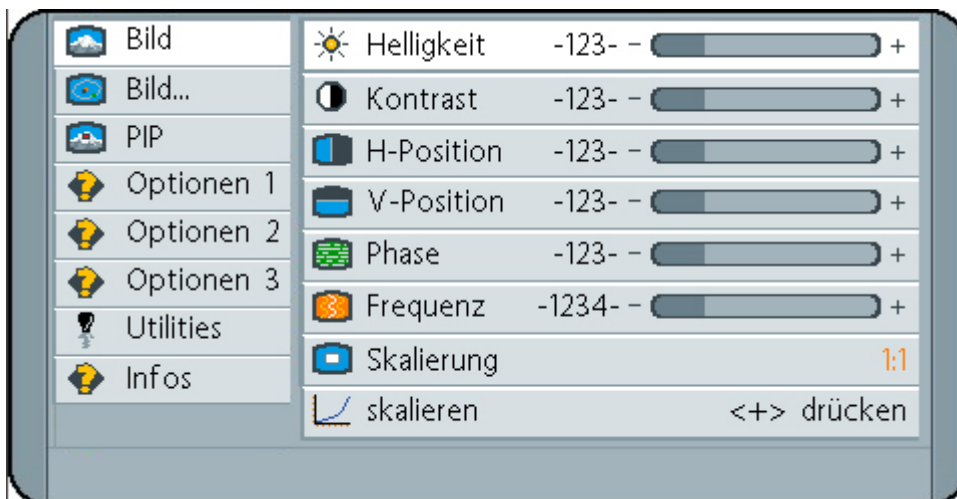 Bild
Bild...
PIP
Optionen 1
Optionen 2
Optionen 3
Utilities
Infos
Helligkeit -123- - +
Kontrast -123- - +
H-Position -123- - +
V-Position -123- - +
Phase -123- - +
Frequenz -1234- - +
Skalierung 1:1
skalieren <+> drücken